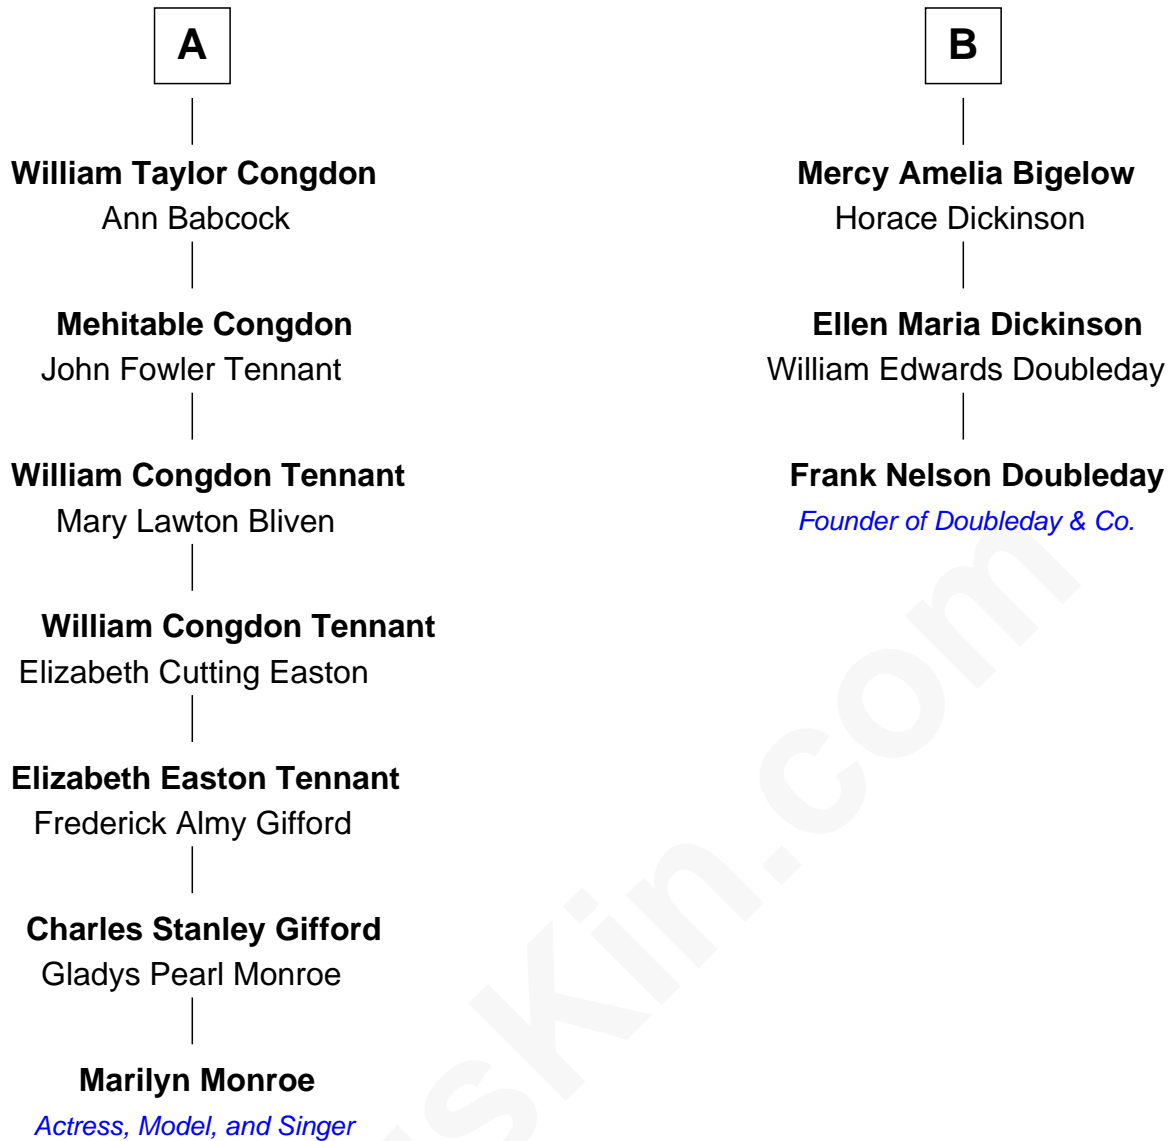 A
William Taylor Congdon
Ann Babcock
Mehitable Congdon
John Fowler Tennant
William Congdon Tennant
Mary Lawton Bliven
William Congdon Tennant
Elizabeth Cutting Easton
Elizabeth Easton Tennant
Frederick Almy Gifford
Charles Stanley Gifford
Gladys Pearl Monroe
Marilyn Monroe
Actress, Model, and Singer
B
Mercy Amelia Bigelow
Horace Dickinson
Ellen Maria Dickinson
William Edwards Doubleday
Frank Nelson Doubleday
Founder of Doubleday & Co.
sKin.com